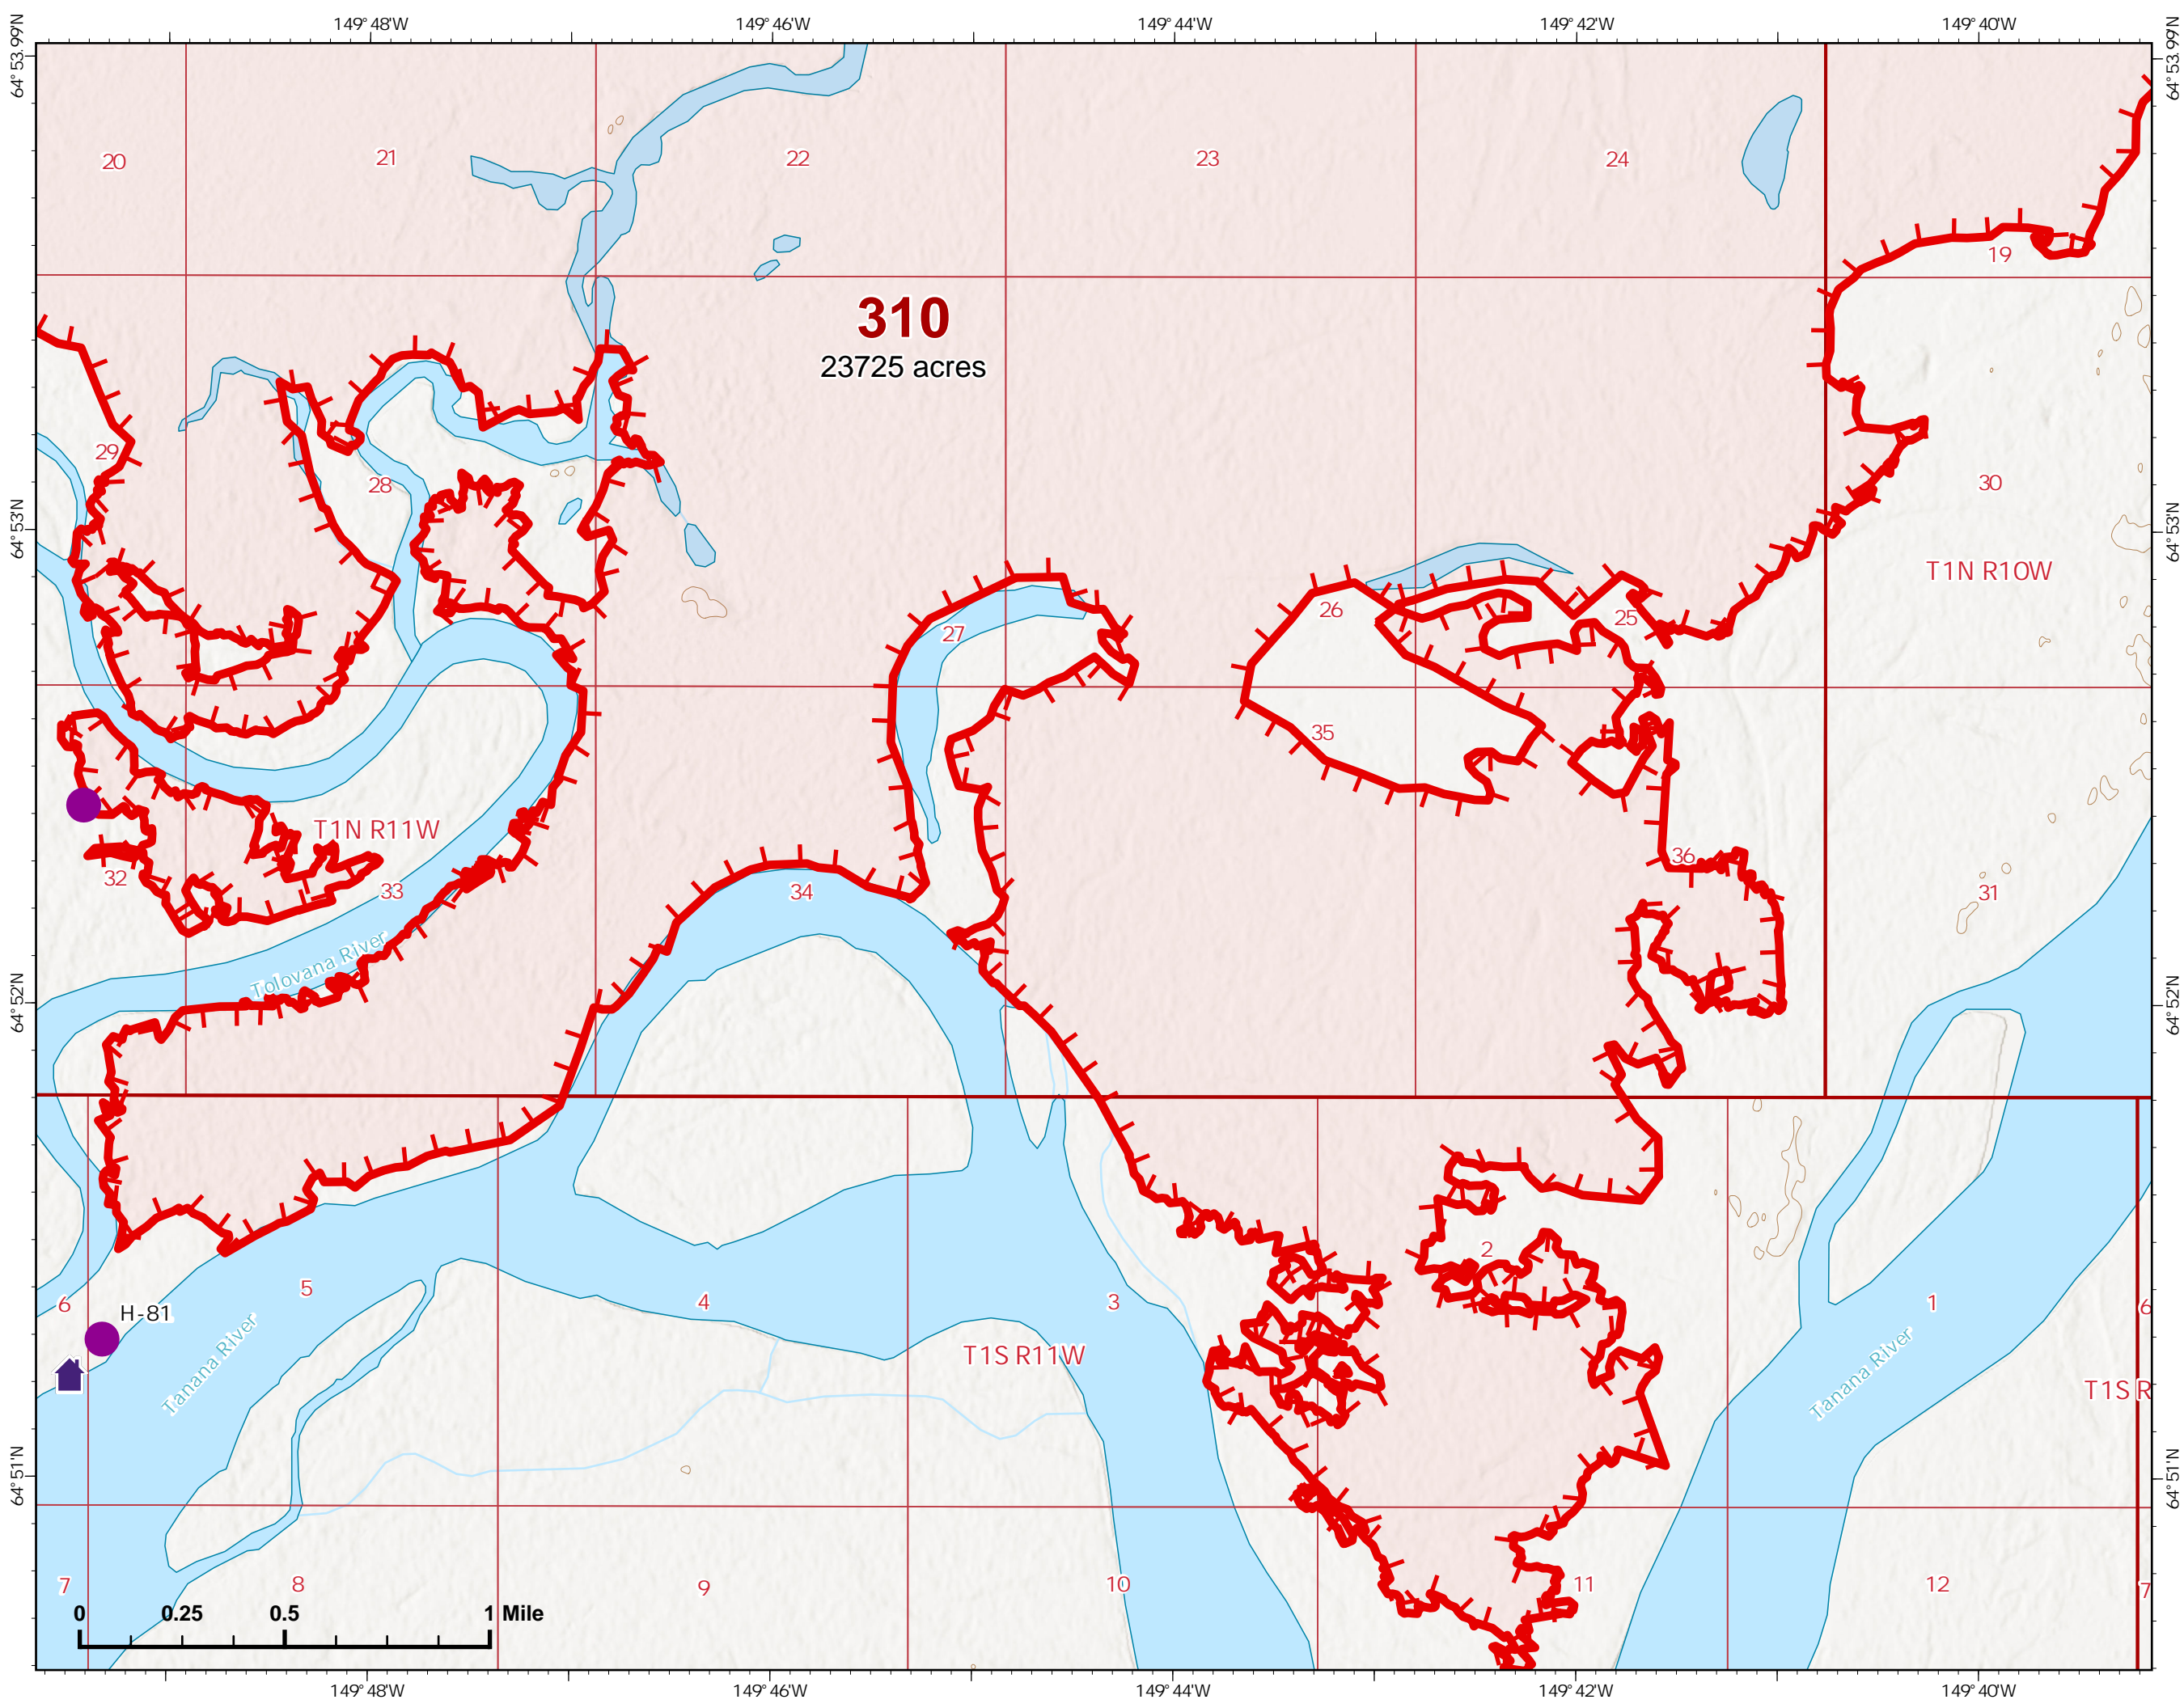 149°48'W 149°46'W 149°44'W 149°42'W 149°40'W
64°53.99'N 64°53.99'N
20 21 22 23 24
19
310
23725 acres
29 28 30
64°53'N 64°53'N
T1N R10W
26 25
27
35
T1N R11W
36
32 33 34 31
Tolovana River
64°52'N 64°52'N
2
5 4 3 1 6
6 H-81
Tanana River
T1S R11W
Tanana River
T1S R
64°51'N 64°51'N
7 8 9 10 11 12 7
0 0.25 0.5 1 Mile
149°48'W 149°46'W 149°44'W 149°42'W 149°40'W